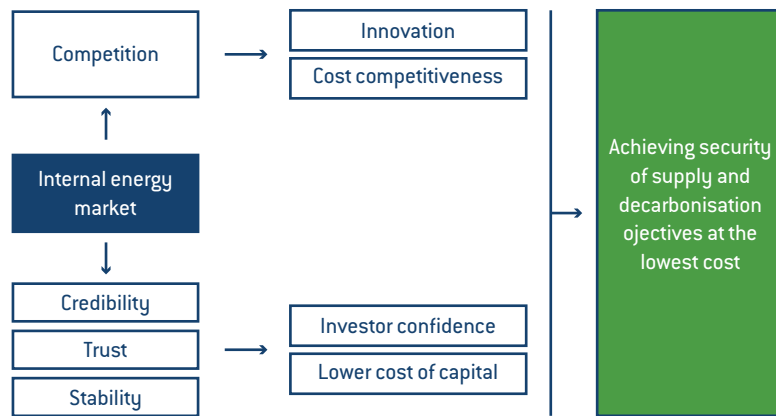 Competition
Innovation
Cost competitiveness
Internal energy
market
Credibility
Trust
Stability
Investor confidence
Lower cost of capital
Achieving security
of supply and
decarbonisation
ojectives at the
lowest cost